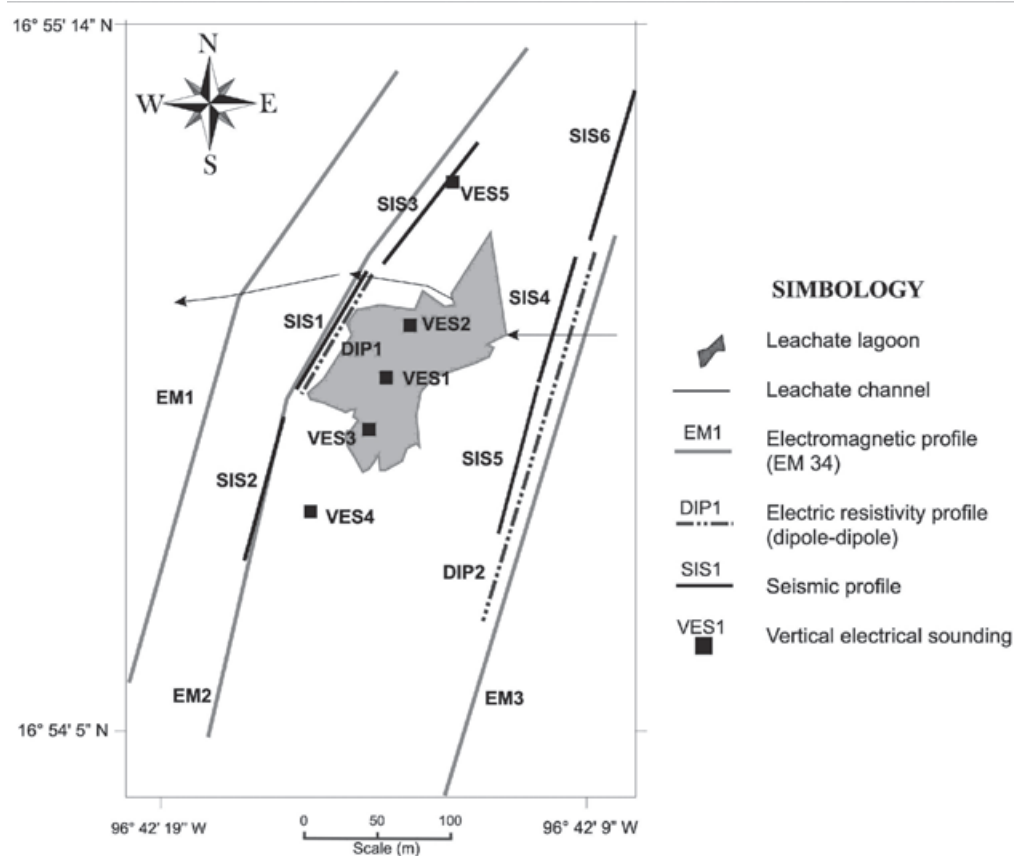 16° 55' 14" N
N
W
E
S
SIS6
VES5
SIS3
SIS4
SIS1
VES2
DIP1
VES1
EM1
VES3
SIS5
SIS2
VES4
DIP2
EM2
EM3
16° 54' 5" N
96° 42' 19" W
96° 42' 9" W
0 50 100
Scale (m)
SIMBOLOGY
Leachate lagoon
Leachate channel
EM1
Electromagnetic profile
(EM 34)
DIP1
Electric resistivity profile
(dipole-dipole)
SIS1
Seismic profile
VES1
Vertical electrical sounding